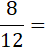 8/12 =